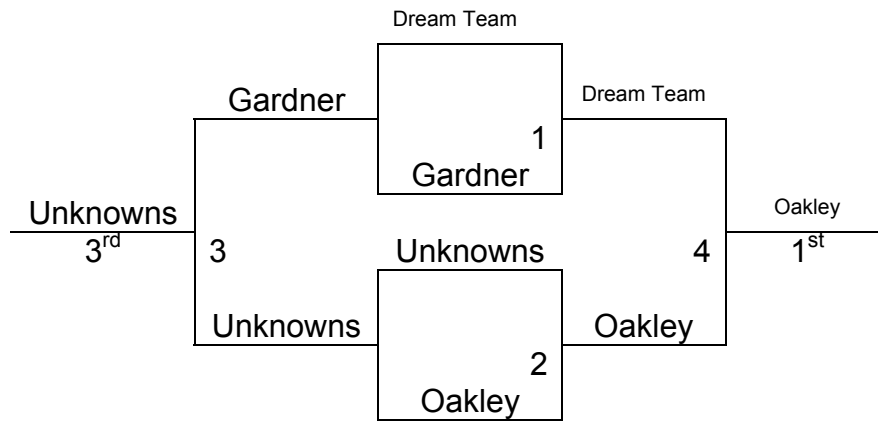 Dream Team
Gardner
Dream Team
1
Gardner
Unknowns
Oakley
3rd
3
Unknowns
4
1st
Unknowns
Oakley
2
Oakley